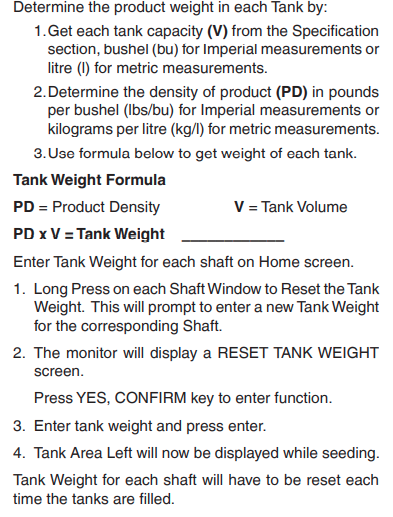 Determine the product weight in each Tank by:
1. Get each tank capacity (V) from the Specification
section, bushel (bu) for Imperial measurements or
litre (l) for metric measurements.
2. Determine the density of product (PD) in pounds
per bushel (lbs/bu) for Imperial measurements or
kilograms per litre (kg/l) for metric measurements.
3. Use formula below to get weight of each tank.
Tank Weight Formula
PD = Product Density V = Tank Volume
PD x V = Tank Weight ____________
Enter Tank Weight for each shaft on Home screen.
1. Long Press on each Shaft Window to Reset the Tank
Weight. This will prompt to enter a new Tank Weight
for the corresponding Shaft.
2. The monitor will display a RESET TANK WEIGHT
screen.
Press YES, CONFIRM key to enter function.
3. Enter tank weight and press enter.
4. Tank Area Left will now be displayed while seeding.
Tank Weight for each shaft will have to be reset each
time the tanks are filled.